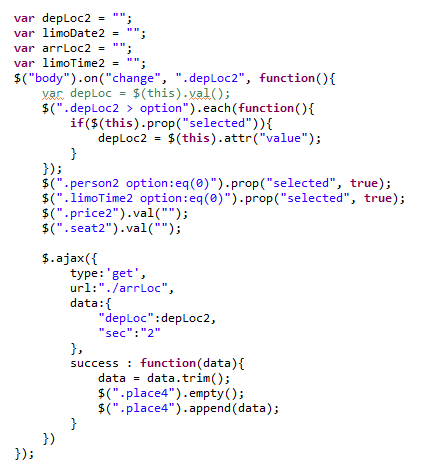 var depLoc2 = "";
var limoDate2 = "";
var arrLoc2 = "";
var limoTime2 = "";
$("body").on("change", ".depLoc2", function(){
    var depLoc = $(this).val();
    $(".depLoc2 > option").each(function(){
        if($(this).prop("selected")){
            depLoc2 = $(this).attr("value");
        }
    });
    $(".person2 option:eq(0)").prop("selected", true);
    $(".limoTime2 option:eq(0)").prop("selected", true);
    $(".price2").val("");
    $(".seat2").val("");

    $.ajax({
        type:'get',
        url:"./arrLoc",
        data:{
            "depLoc":depLoc2,
            "sec":"2"
        },
        success : function(data){
            data = data.trim();
            $(".place4").empty();
            $(".place4").append(data);
        }
    })
});